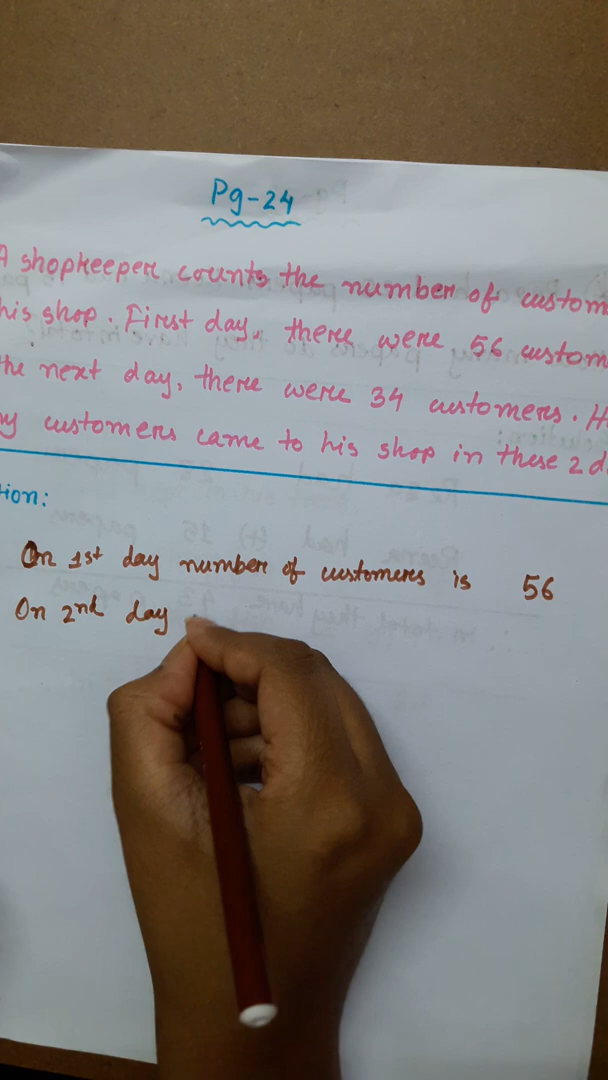 Pg-24
A shopkeeper counts the number of custom
his shop. First day, there were 56 custom
the next day, there were 34 customers. H
y customers came to his shop in these 2 d
tion:
On 1st day number of customers is 56
On 2nd day